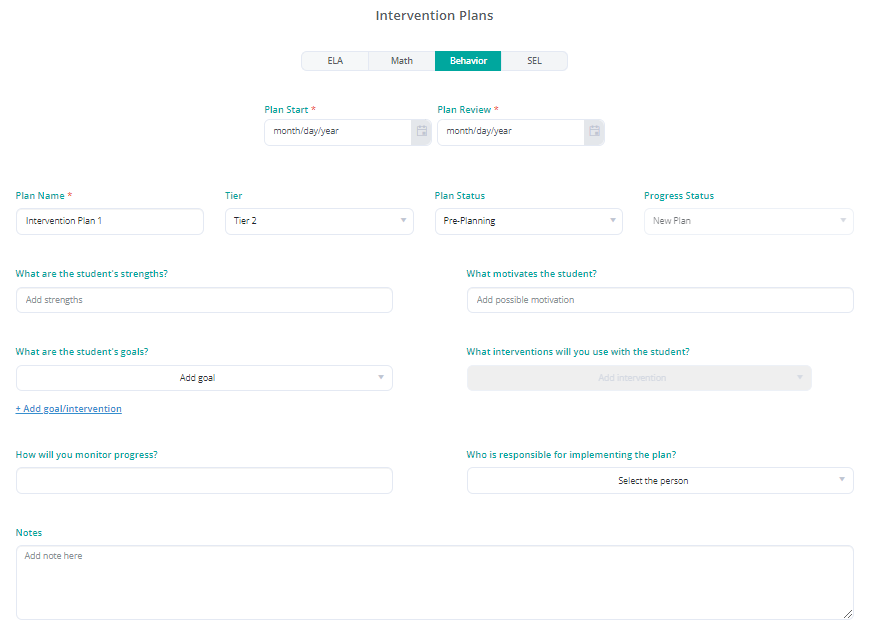 Intervention Plans
ELA Math Behavior SEL
Plan Start * Plan Review *
month/day/year month/day/year
Plan Name * Tier Plan Status Progress Status
Intervention Plan 1 Tier 2 Pre-Planning New Plan
What are the student's strengths? What motivates the student?
Add strengths Add possible motivation
What are the student's goals? What interventions will you use with the student?
Add goal Add intervention
+ Add goal/intervention
How will you monitor progress? Who is responsible for implementing the plan?
Select the person
Notes
Add note here